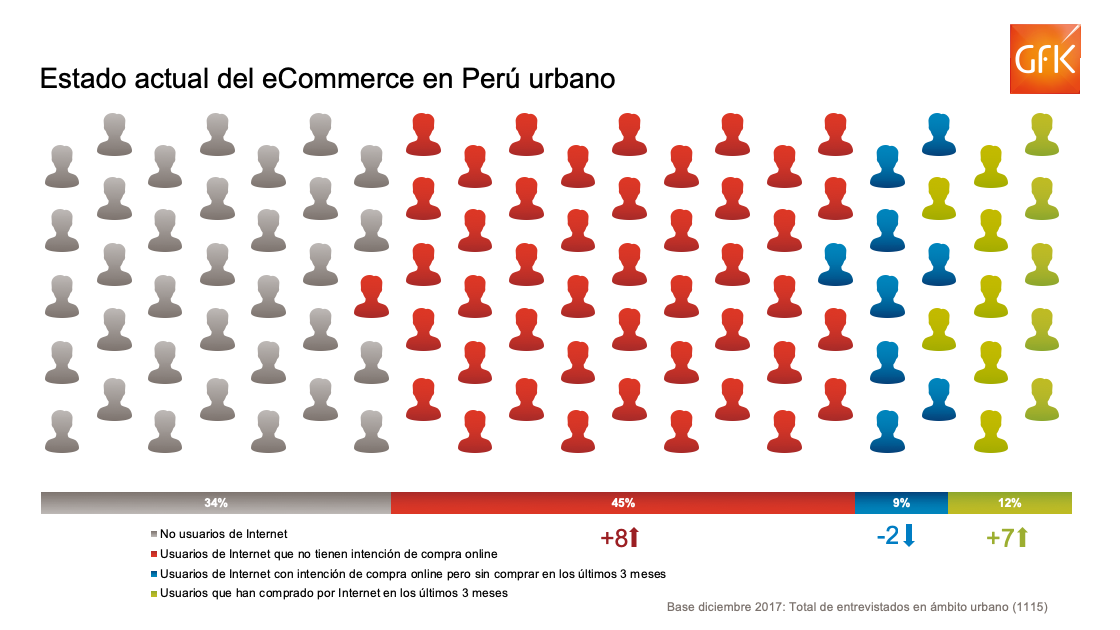 GfK
Estado actual del eCommerce en Perú urbano
34%
45%
9%
12%
No usuarios de Internet
+8
-2
+7
Usuarios de Internet que no tienen intención de compra online
Usuarios de Internet con intención de compra online pero sin comprar en los últimos 3 meses
Usuarios que han comprado por Internet en los últimos 3 meses
Base diciembre 2017: Total de entrevistados en ámbito urbano (1115)